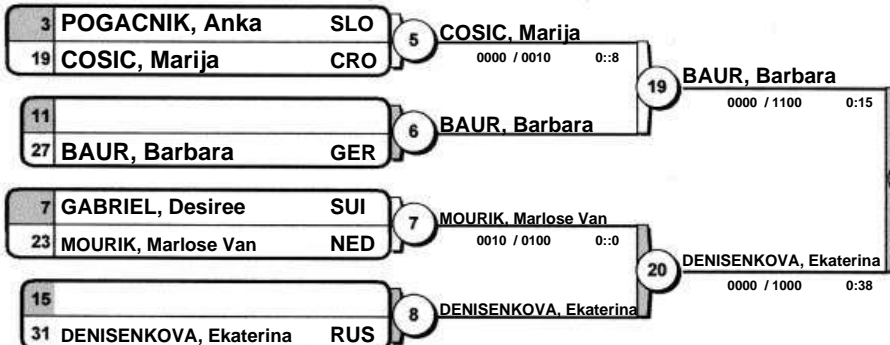 3 POGACNIK, Anka SLO
19 COSIC, Marija CRO
5 COSIC, Marija
0000 / 0010 0::8
11
27 BAUR, Barbara GER
6 BAUR, Barbara
19 BAUR, Barbara
0000 / 1100 0:15
7 GABRIEL, Desiree SUI
23 MOURIK, Marlose Van NED
7 MOURIK, Marlose Van
0010 / 0100 0::0
15
31 DENISENKOVA, Ekaterina RUS
8 DENISENKOVA, Ekaterina
20 DENISENKOVA, Ekaterina
0000 / 1000 0:38